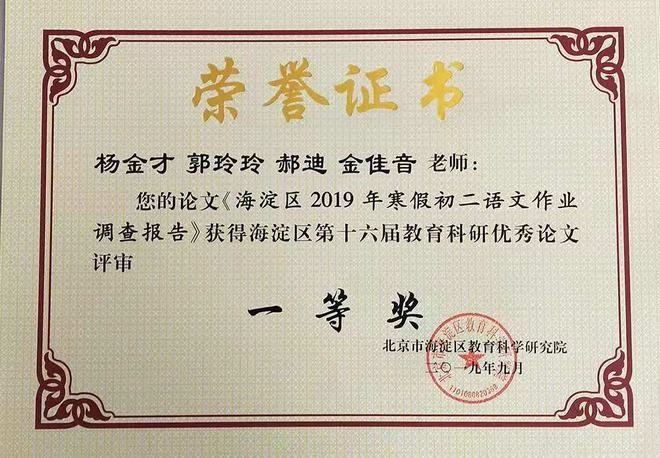 荣誉证书
杨金才 郭玲玲 郝迪 金佳音 老师：
您的论文《海淀区 2019 年寒假初二语文作业
调查报告》获得海淀区第十六届教育科研优秀论文
评审
一 等 奖
北京市海淀区教育科学研究院
二〇一九年九月